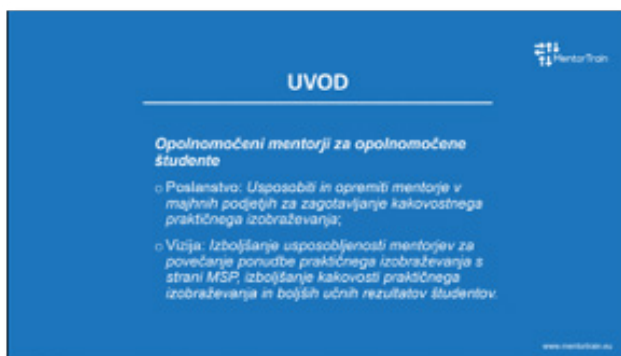 MentorTrain
UVOD
Opolnomočeni mentorji za opolnomočene
študente
○ Poslanstvo: Usposobiti in opremiti mentorje v
majhnih podjetjih za zagotavljanje kakovostnega
praktičnega izobraževanja;
○ Vizija: Izboljšanje usposobljenosti mentorjev za
povečanje ponudbe praktičnega izobraževanja s
strani MSP, izboljšanje kakovosti praktičnega
izobraževanja in boljših učnih rezultatov študentov.
www.mentortrain.eu